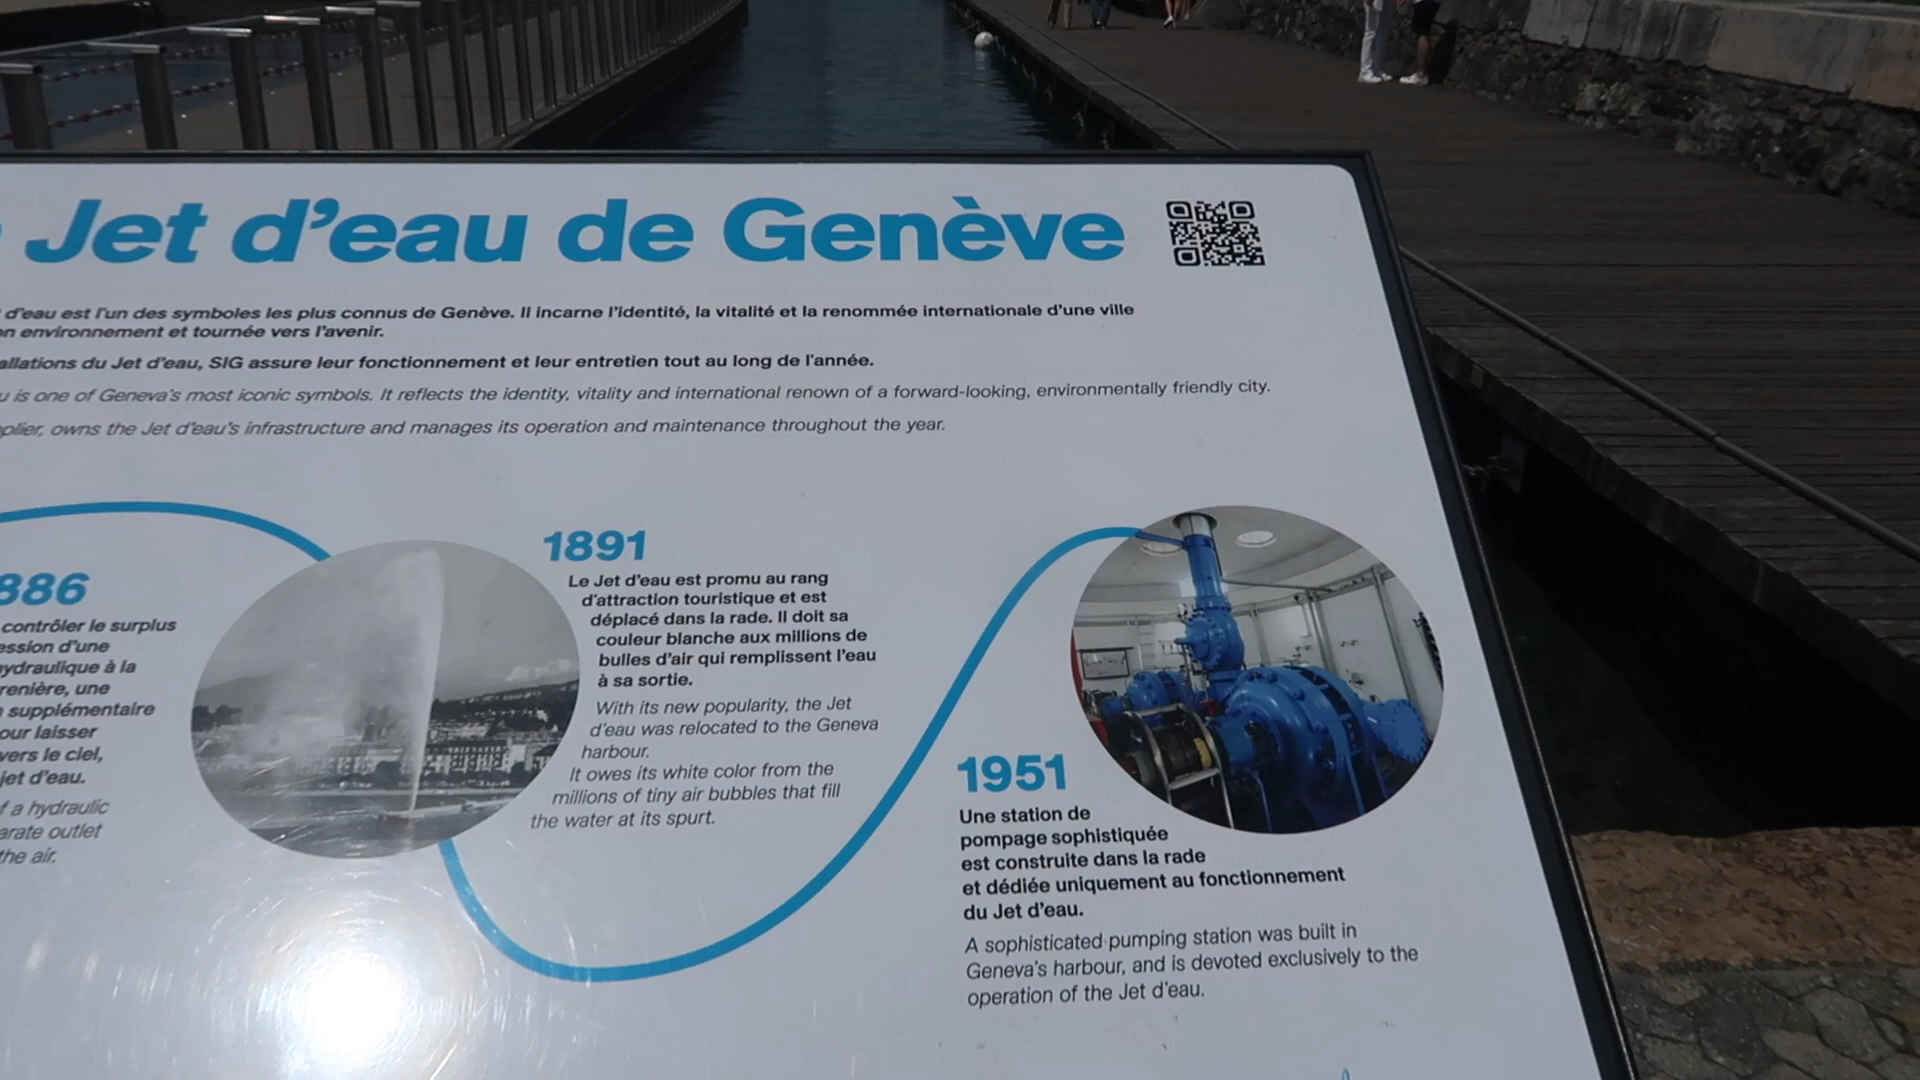 Jet d'eau de Genève
d'eau est l'un des symboles les plus connus de Genève. Il incarne l'identité, la vitalité et la renommée internationale d'une ville
environnement et tournée vers l'avenir.
du Jet d'eau, SIG assure leur fonctionnement et leur entretien tout au long de l'année.
is one of Geneva's most iconic symbols. It reflects the identity, vitality and international renown of a forward-looking, environmentally friendly city.
owns the Jet d'eau's infrastructure and manages its operation and maintenance throughout the year.
886
contrôler le surplus
d'une
à la
une
supplémentaire
laisser
vers le ciel,
jet d'eau.
a hydraulic
outlet
the air.
1891
Le Jet d'eau est promu au rang
d'attraction touristique et est
déplacé dans la rade. Il doit sa
couleur blanche aux millions de
bulles d'air qui remplissent l'eau
à sa sortie.
With its new popularity, the Jet
d'eau was relocated to the Geneva
harbour.
It owes its white color from the
millions of tiny air bubbles that fill
the water at its spurt.
1951
Une station de
pompage sophistiquée
est construite dans la rade
et dédiée uniquement au fonctionnement
du Jet d'eau.
A sophisticated pumping station was built in
Geneva's harbour, and is devoted exclusively to the
operation of the Jet d'eau.